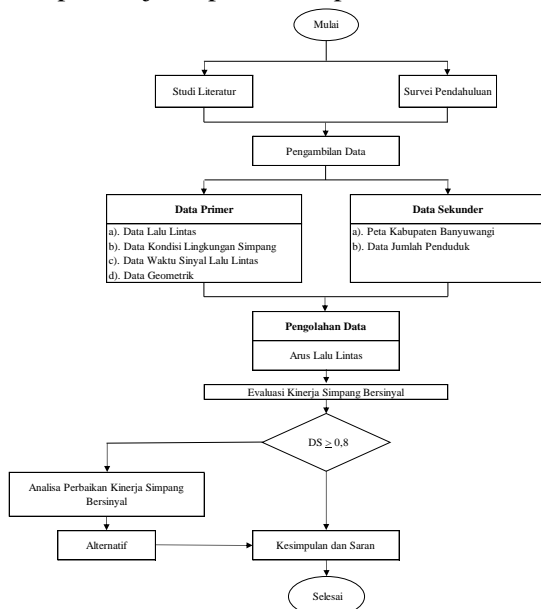 Mulai
Studi Literatur
Survei Pendahuluan
Pengambilan Data
Data Primer
a). Data Lalu Lintas
b). Data Kondisi Lingkungan Simpang
c). Data Waktu Sinyal Lalu Lintas
d). Data Geometrik
Data Sekunder
a). Peta Kabupaten Banyuwangi
b). Data Jumlah Penduduk
Pengolahan Data
Arus Lalu Lintas
Evaluasi Kinerja Simpang Bersinyal
DS ≥ 0,8
Analisa Perbaikan Kinerja Simpang
Bersinyal
Alternatif
Kesimpulan dan Saran
Selesai